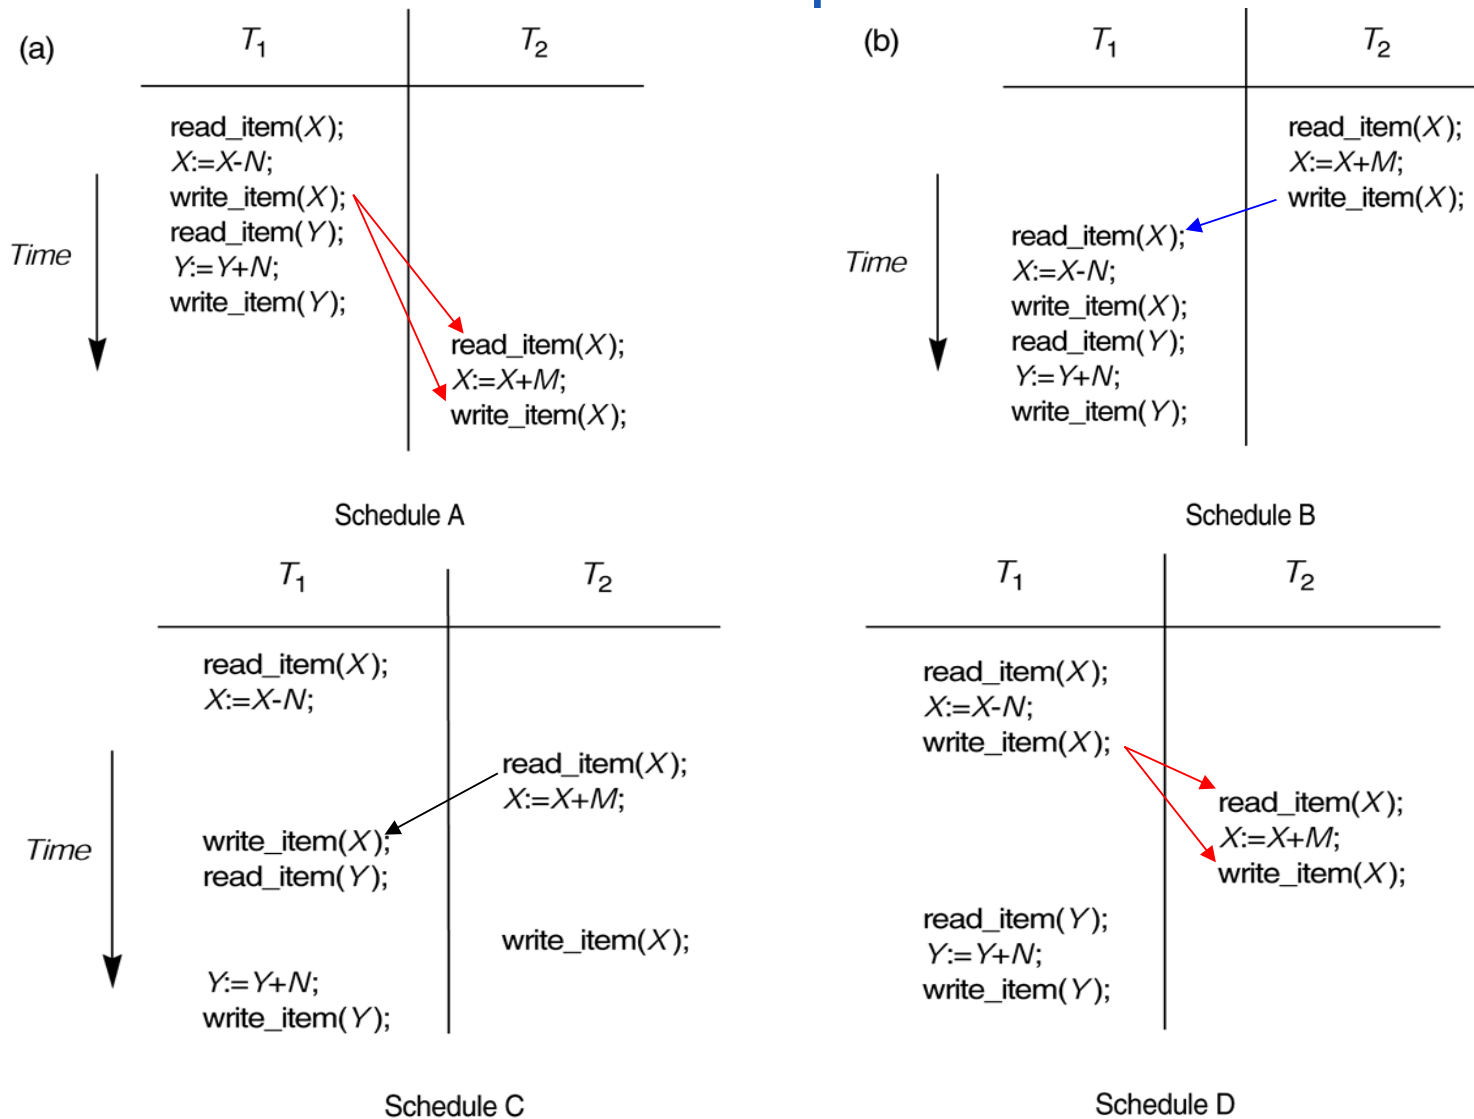 (a)
T1 T2
read_item(X);
X:=X-N;
write_item(X);
read_item(Y);
Time
Y:=Y+N;
write_item(Y);
read_item(X);
X:=X+M;
write_item(X);
Schedule A
(b)
T1 T2
read_item(X);
X:=X+M;
write_item(X);
read_item(X);
Time
X:=X-N;
write_item(X);
read_item(Y);
Y:=Y+N;
write_item(Y);
Schedule B
T1 T2
read_item(X);
X:=X-N;
read_item(X);
X:=X+M;
write_item(X);
Time
read_item(Y);
write_item(X);
Y:=Y+N;
write_item(Y);
Schedule C
T1 T2
read_item(X);
X:=X-N;
write_item(X);
read_item(X);
X:=X+M;
write_item(X);
read_item(Y);
Y:=Y+N;
write_item(Y);
Schedule D